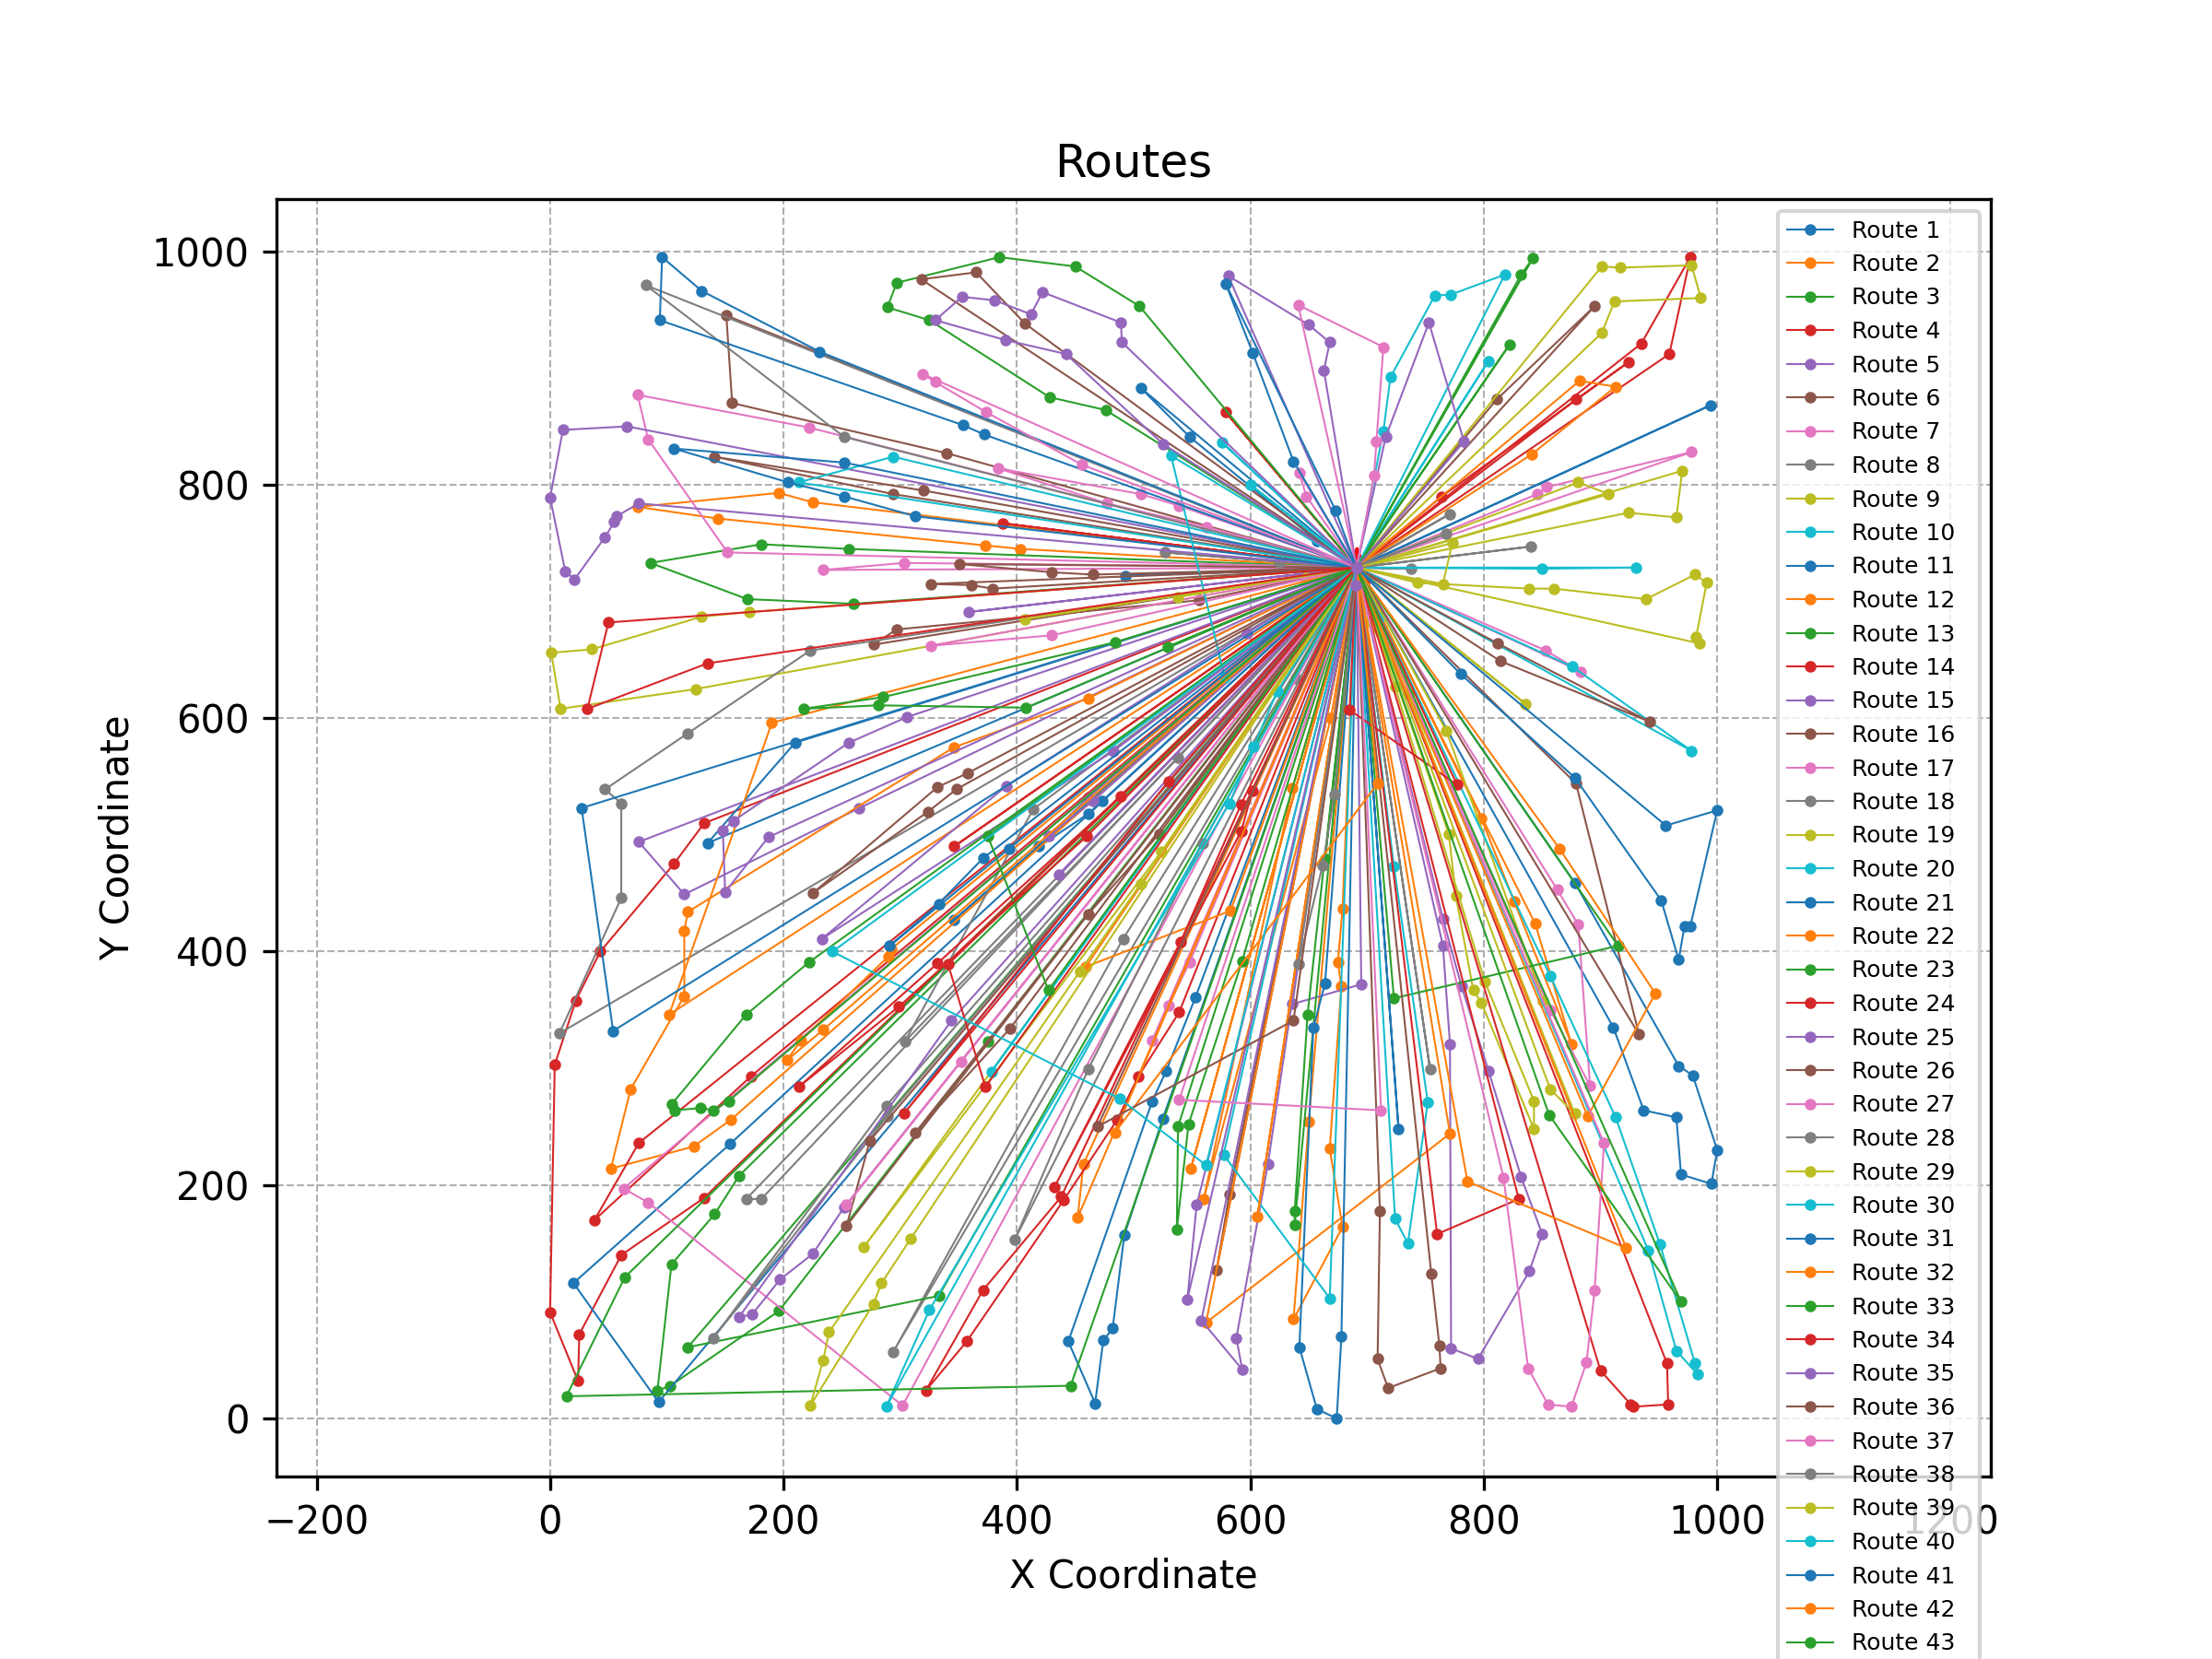 Routes
1000
800
600
400
200
0
Y Coordinate
−200
0
200
400
600
800
1000
1200
X Coordinate
Route 1
Route 2
Route 3
Route 4
Route 5
Route 6
Route 7
Route 8
Route 9
Route 10
Route 11
Route 12
Route 13
Route 14
Route 15
Route 16
Route 17
Route 18
Route 19
Route 20
Route 21
Route 22
Route 23
Route 24
Route 25
Route 26
Route 27
Route 28
Route 29
Route 30
Route 31
Route 32
Route 33
Route 34
Route 35
Route 36
Route 37
Route 38
Route 39
Route 40
Route 41
Route 42
Route 43